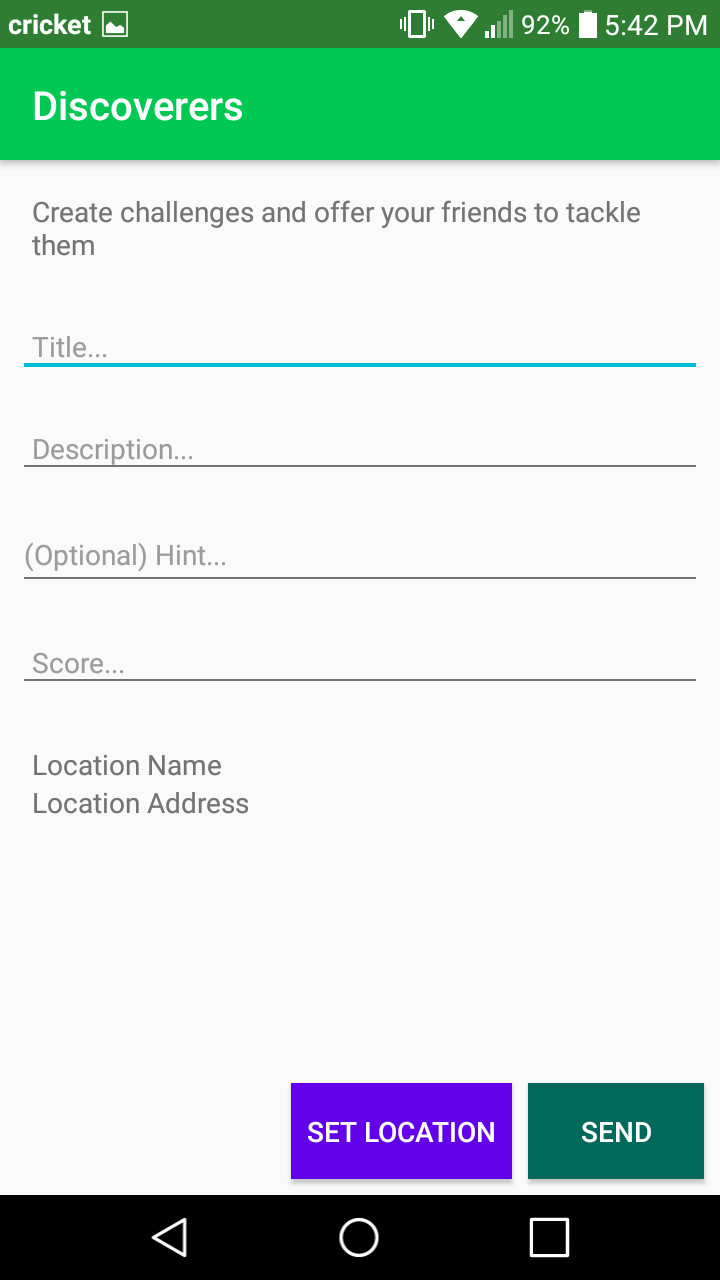 cricket 92% 5:42 PM
Discoverers
Create challenges and offer your friends to tackle
them
Title...
Description...
(Optional) Hint...
Score...
Location Name
Location Address
SET LOCATION SEND